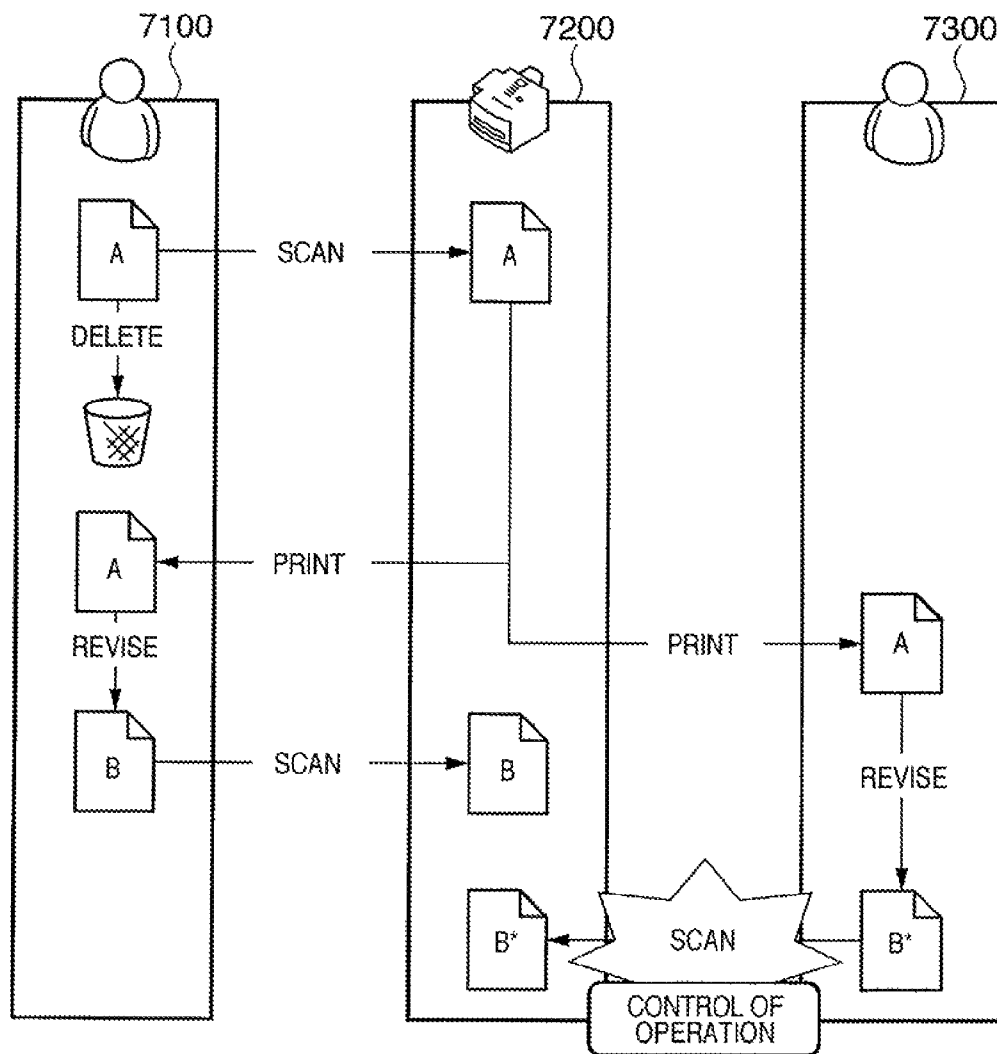 7100
7200
7300
A
SCAN
A
DELETE
A
PRINT
PRINT
A
REVISE
B
SCAN
B
REVISE
B*
SCAN
B*
CONTROL OF
OPERATION